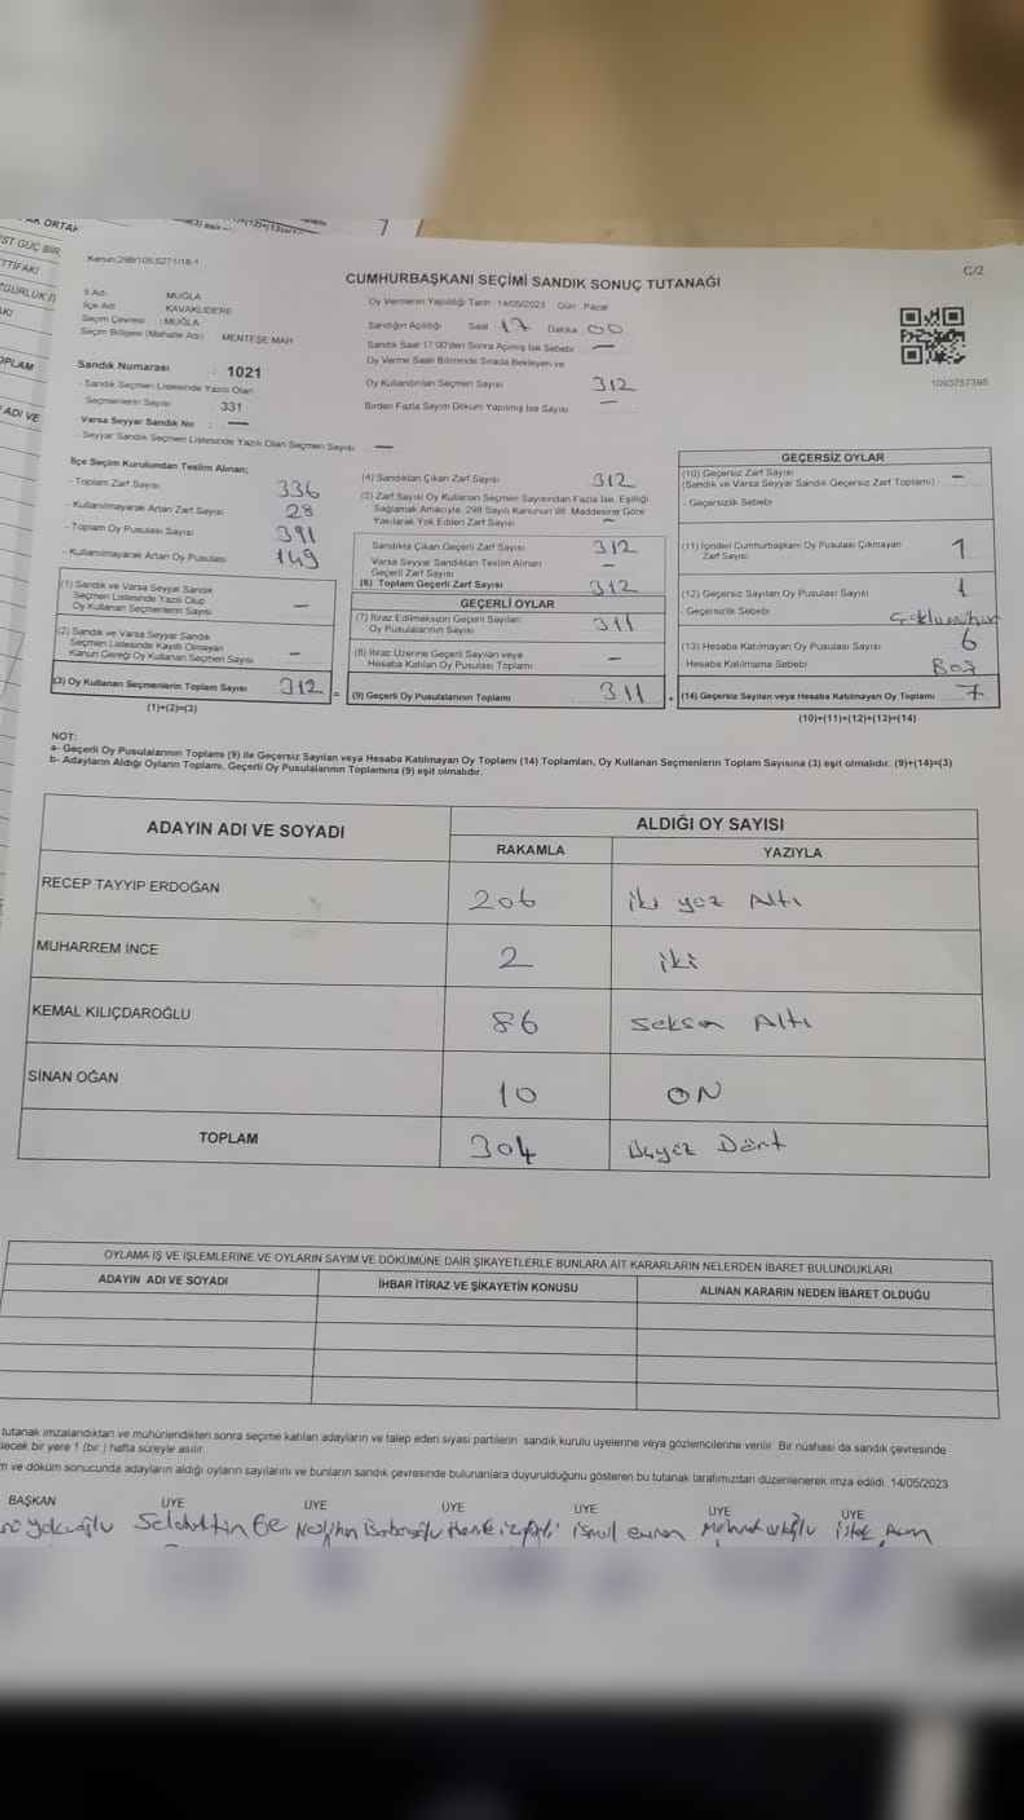 Kanun:298/105,6271/18-1
C/2
CUMHURBAŞKANI SEÇİMİ SANDIK SONUÇ TUTANAĞI
İl Adı : MUĞLA
İlçe Adı : KAVAKLIDERE
Seçim Çevresi : MUĞLA
Seçim Bölgesi (Mahalle Adı) : MENTEŞE MAH
Sandık Numarası : 1021
Sandık Seçmen Listesinde Yazılı Olan
Seçmenlerin Sayısı : 331
Varsa Seyyar Sandık No : —
Seyyar Sandık Seçmen Listesinde Yazılı Olan Seçmen Sayısı —
Oy Vermenin Yapıldığı Tarih: 14/05/2023 Gün: Pazar
Sandığın Açıldığı Saat 17 Dakika 00
Sandık Saat 17.00'den Sonra Açılmış İse Sebebi —
Oy Verme Saati Bitiminde Sırada Bekleyen ve
Oy Kullandırılan Seçmen Sayısı 312
Birden Fazla Sayım Döküm Yapılmış İse Sayısı —
1093757395
İlçe Seçim Kurulundan Teslim Alınan;
- Toplam Zarf Sayısı 336
- Kullanılmayarak Artan Zarf Sayısı 28
- Toplam Oy Pusulası Sayısı 391
- Kullanılmayarak Artan Oy Pusulası 149
(1) Sandık ve Varsa Seyyar Sandık
Seçmen Listesinde Yazılı Olup
Oy Kullanan Seçmenlerin Sayısı —
(2) Sandık ve Varsa Seyyar Sandık
Seçmen Listesinde Kayıtlı Olmayan
Kanun Gereği Oy Kullanan Seçmen Sayısı —
(3) Oy Kullanan Seçmenlerin Toplam Sayısı 312 =
(1)+(2)=(3)
(4) Sandıktan Çıkan Zarf Sayısı 312
(5) Zarf Sayısı Oy Kullanan Seçmen Sayısından Fazla İse, Eşitliği
Sağlamak Amacıyla, 298 Sayılı Kanunun 98. Maddesine Göre
Yakılarak Yok Edilen Zarf Sayısı —
Sandıkta Çıkan Geçerli Zarf Sayısı 312
Varsa Seyyar Sandıktan Teslim Alınan
Geçerli Zarf Sayısı —
(6) Toplam Geçerli Zarf Sayısı 312
GEÇERLİ OYLAR
(7) İtiraz Edilmeksizin Geçerli Sayılan
Oy Pusulalarının Sayısı 311
(8) İtiraz Üzerine Geçerli Sayılan veya
Hesaba Katılan Oy Pusulası Toplamı —
(9) Geçerli Oy Pusulalarının Toplamı 311 +
GEÇERSİZ OYLAR
(10) Geçersiz Zarf Sayısı
(Sandık ve Varsa Seyyar Sandık Geçersiz Zarf Toplamı) : —
- Geçersizlik Sebebi
(11) İçinden Cumhurbaşkanı Oy Pusulası Çıkmayan
Zarf Sayısı 1
(12) Geçersiz Sayılan Oy Pusulası Sayısı 1
Geçersizlik Sebebi
(13) Hesaba Katılmayan Oy Pusulası Sayısı 6
Hesaba Katılmama Sebebi Boş
(14) Geçersiz Sayılan veya Hesaba Katılmayan Oy Toplamı 7
(10)+(11)+(12)+(13)=(14)
NOT:
a- Geçerli Oy Pusulalarının Toplamı (9) ile Geçersiz Sayılan veya Hesaba Katılmayan Oy Toplamı (14) Toplamları, Oy Kullanan Seçmenlerin Toplam Sayısına (3) eşit olmalıdır. (9)+(14)=(3)
b- Adayların Aldığı Oyların Toplamı, Geçerli Oy Pusulalarının Toplamına (9) eşit olmalıdır.
ADAYIN ADI VE SOYADI
ALDIĞI OY SAYISI
RAKAMLA YAZIYLA
RECEP TAYYİP ERDOĞAN 206 iki yüz Altı
MUHARREM İNCE 2 iki
KEMAL KILIÇDAROĞLU 86 Seksen Altı
SİNAN OĞAN 10 ON
TOPLAM 304 Üçyüz Dört
OYLAMA İŞ VE İŞLEMLERİNE VE OYLARIN SAYIM VE DÖKÜMÜNE DAİR ŞİKAYETLERLE BUNLARA AİT KARARLARIN NELERDEN İBARET BULUNDUKLARI
ADAYIN ADI VE SOYADI İHBAR İTİRAZ VE ŞİKAYETİN KONUSU ALINAN KARARIN NEDEN İBARET OLDUĞU
tutanak imzalandıktan ve mühürlendikten sonra seçime katılan adayların ve talep eden siyasi partilerin sandık kurulu üyelerine veya gözlemcilerine verilir. Bir nüshası da sandık çevresinde
bir yere 1 (bir) hafta süreyle asılır.
ve döküm sonucunda adayların aldığı oyların sayılarını ve bunların sandık çevresinde bulunanlara duyurulduğunu gösteren bu tutanak tarafımızdan düzenlenerek imza edildi. 14/05/2023
BAŞKAN ÜYE ÜYE ÜYE ÜYE ÜYE ÜYE
Selahattin ismail